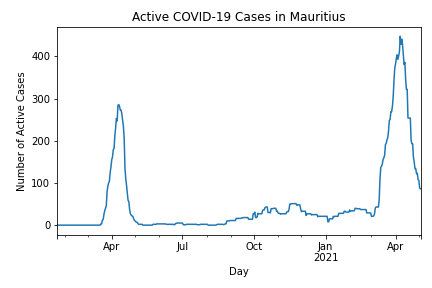 Active COVID-19 Cases in Mauritius
Number of Active Cases
400
300
200
100
0
Apr
Jul
Oct
Jan
2021
Apr
Day